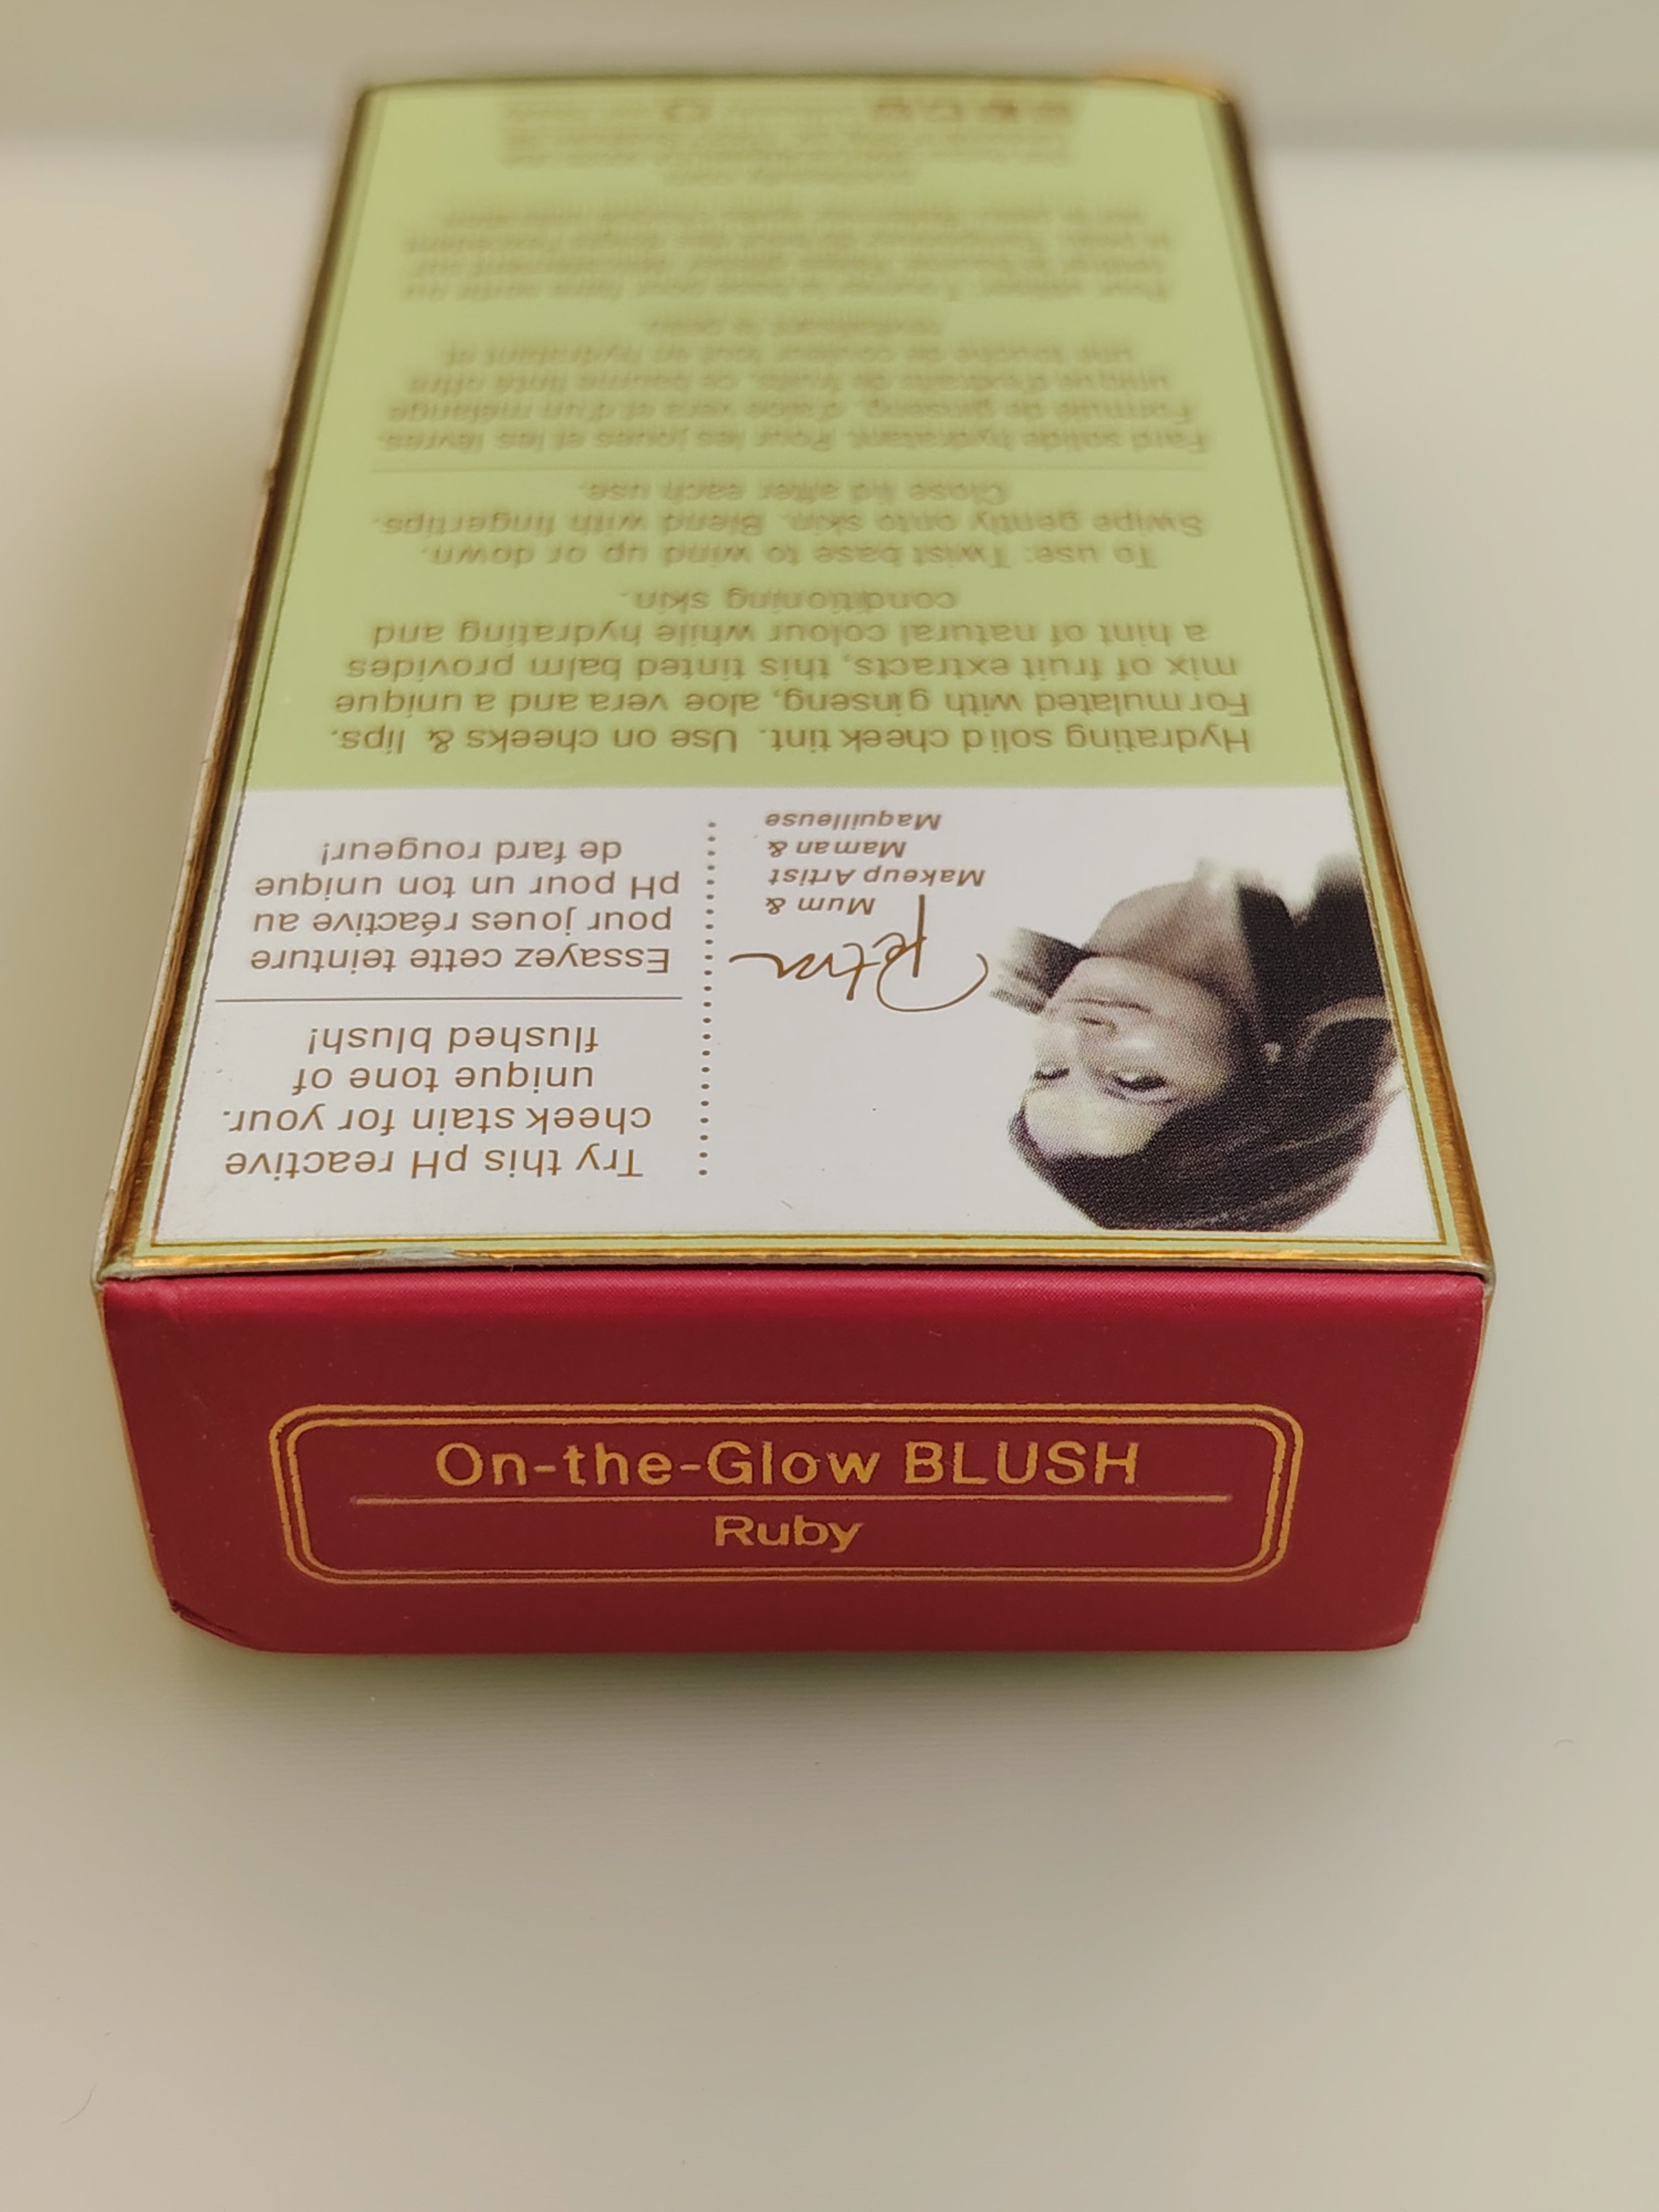 On-the-Glow BLUSH
Ruby
Petra
Mum &
Makeup Artist
Maman &
Maquilleuse
Try this pH reactive
cheek stain for your
unique tone of
flushed blush!
Essayez cette teinture
pour joues réactive au
pH pour un ton unique
de fard rougeur!
Hydrating solid cheek tint. Use on cheeks & lips.
Formulated with ginseng, aloe vera and a unique
mix of fruit extracts, this tinted balm provides
a hint of natural colour while hydrating and
conditioning skin.
To use: Twist base to wind up or down.
Swipe gently onto skin. Blend with fingertips.
Close lid after each use.
Fard solide hydratant. Pour les joues et les lèvres.
Formule de ginseng, d'aloe vera et d'un mélange
unique d'extraits de fruits, ce baume teinté offre
une touche de couleur tout en hydratant et
revitalisant la peau.